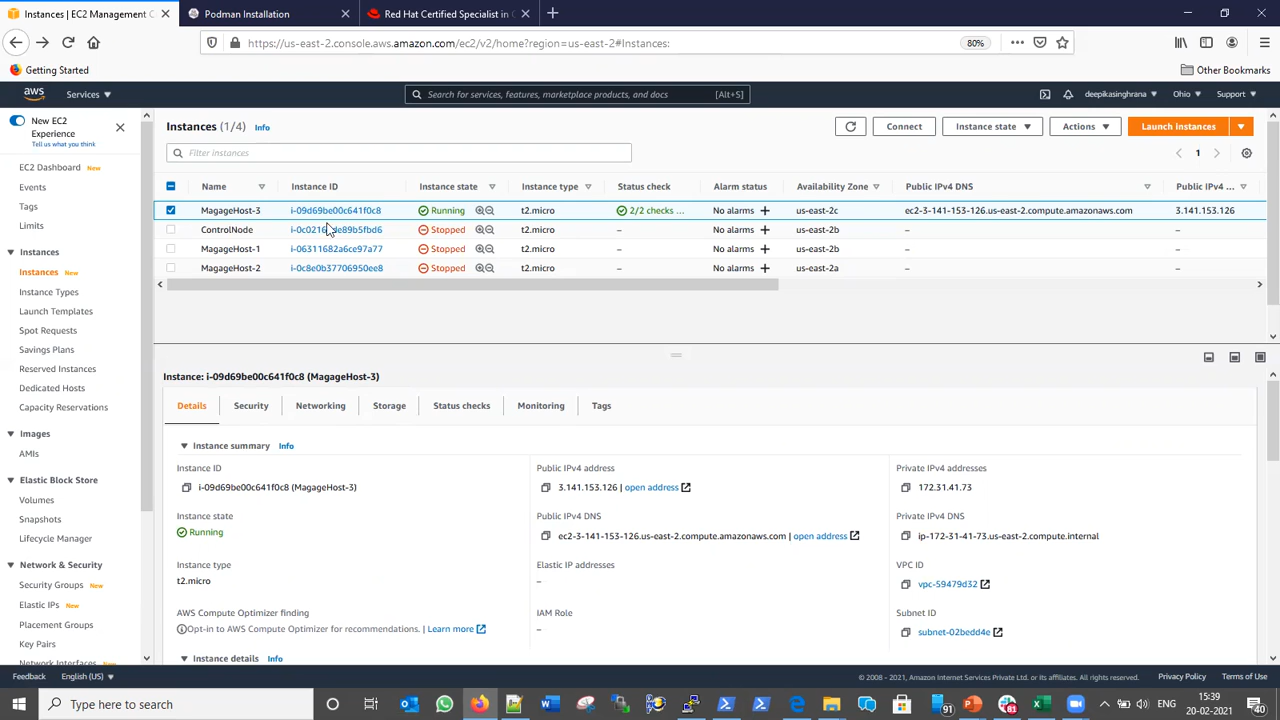 Instances | EC2 Management C
Podman Installation
Red Hat Certified Specialist in C
https://us-east-2.console.aws.amazon.com/ec2/v2/home?region=us-east-2#Instances:
80%
Getting Started
Other Bookmarks
aws
Services
Search for services, features, marketplace products, and docs
[Alt+S]
deepikasinghrana
Ohio
Support
New EC2
Experience
Tell us what you think
EC2 Dashboard New
Events
Tags
Limits
Instances
Instances New
Instance Types
Launch Templates
Spot Requests
Savings Plans
Reserved Instances
Dedicated Hosts
Capacity Reservations
Images
AMIs
Elastic Block Store
Volumes
Snapshots
Lifecycle Manager
Network & Security
Security Groups New
Elastic IPs New
Placement Groups
Key Pairs
Network Interfaces
Instances (1/4) Info
Connect
Instance state
Actions
Launch instances
Filter instances
1
Name Instance ID Instance state Instance type Status check Alarm status Availability Zone Public IPv4 DNS Public IPv4 ...
MagageHost-3 i-09d69be00c641f0c8 Running t2.micro 2/2 checks ... No alarms + us-east-2c ec2-3-141-153-126.us-east-2.compute.amazonaws.com 3.141.153.126
ControlNode Stopped t2.micro – No alarms + us-east-2b – –
MagageHost-1 i-06311682a6ce97a77 Stopped t2.micro – No alarms + us-east-2b – –
MagageHost-2 i-0c8e0b37706950ee8 Stopped t2.micro – No alarms + us-east-2a – –
Instance: i-09d69be00c641f0c8 (MagageHost-3)
Details Security Networking Storage Status checks Monitoring Tags
Instance summary Info
Instance ID Public IPv4 address Private IPv4 addresses
i-09d69be00c641f0c8 (MagageHost-3) 3.141.153.126 | open address 172.31.41.73
Instance state Public IPv4 DNS Private IPv4 DNS
Running ec2-3-141-153-126.us-east-2.compute.amazonaws.com | open address ip-172-31-41-73.us-east-2.compute.internal
Instance type Elastic IP addresses VPC ID
t2.micro – vpc-59479d32
AWS Compute Optimizer finding IAM Role Subnet ID
Opt-in to AWS Compute Optimizer for recommendations. | Learn more – subnet-02bedd4e
Instance details Info
Feedback English (US)
© 2008 - 2021, Amazon Internet Services Private Ltd. or its affiliates. All rights reserved. Privacy Policy Terms of Use
Type here to search
91
61
15:39
20-02-2021
40